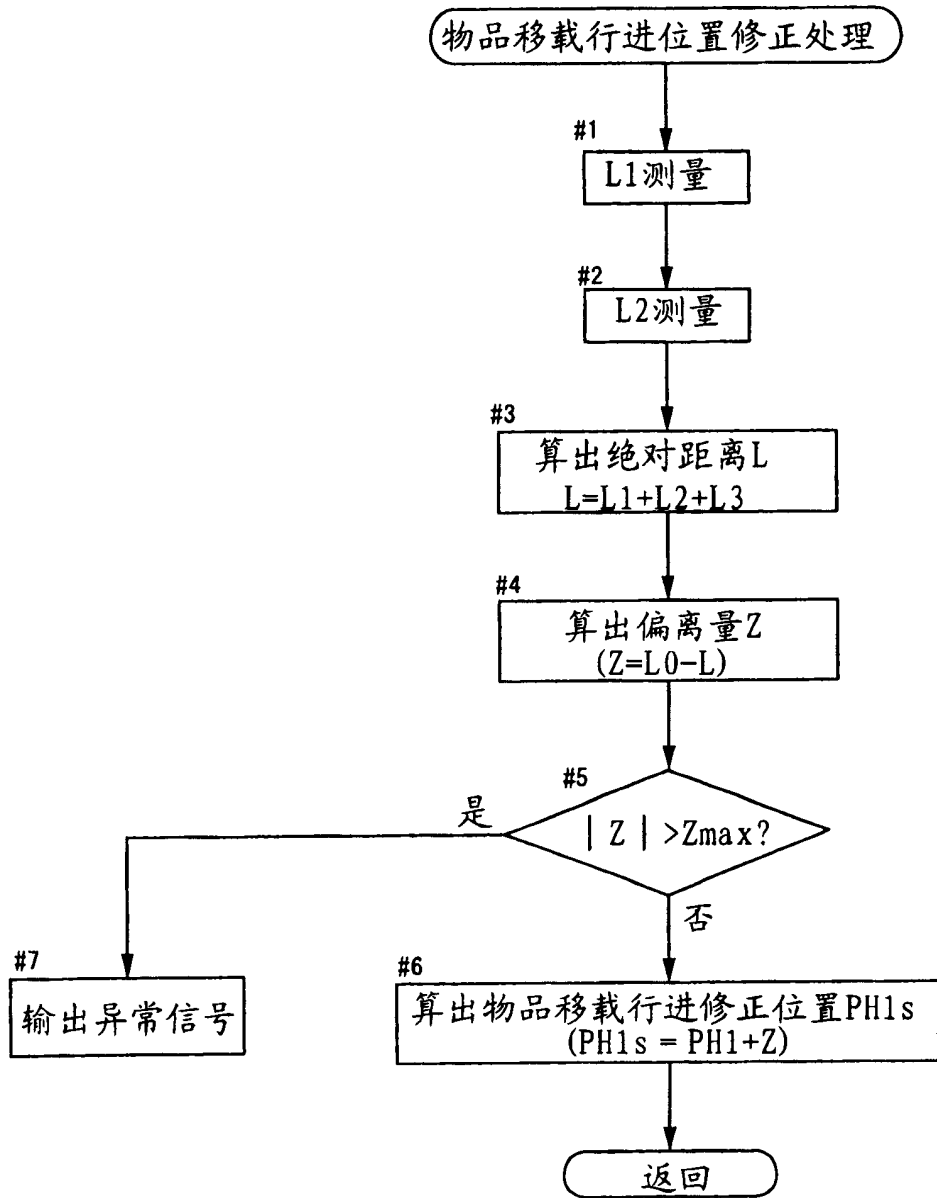 物品移载行进位置修正处理
#1
L1测量
#2
L2测量
#3
算出绝对距离L
L=L1+L2+L3
#4
算出偏离量Z
(Z=L0-L)
#5
是
| Z | >Zmax?
否
#7
输出异常信号
#6
算出物品移载行进修正位置PH1s
(PH1s = PH1+Z)
返回